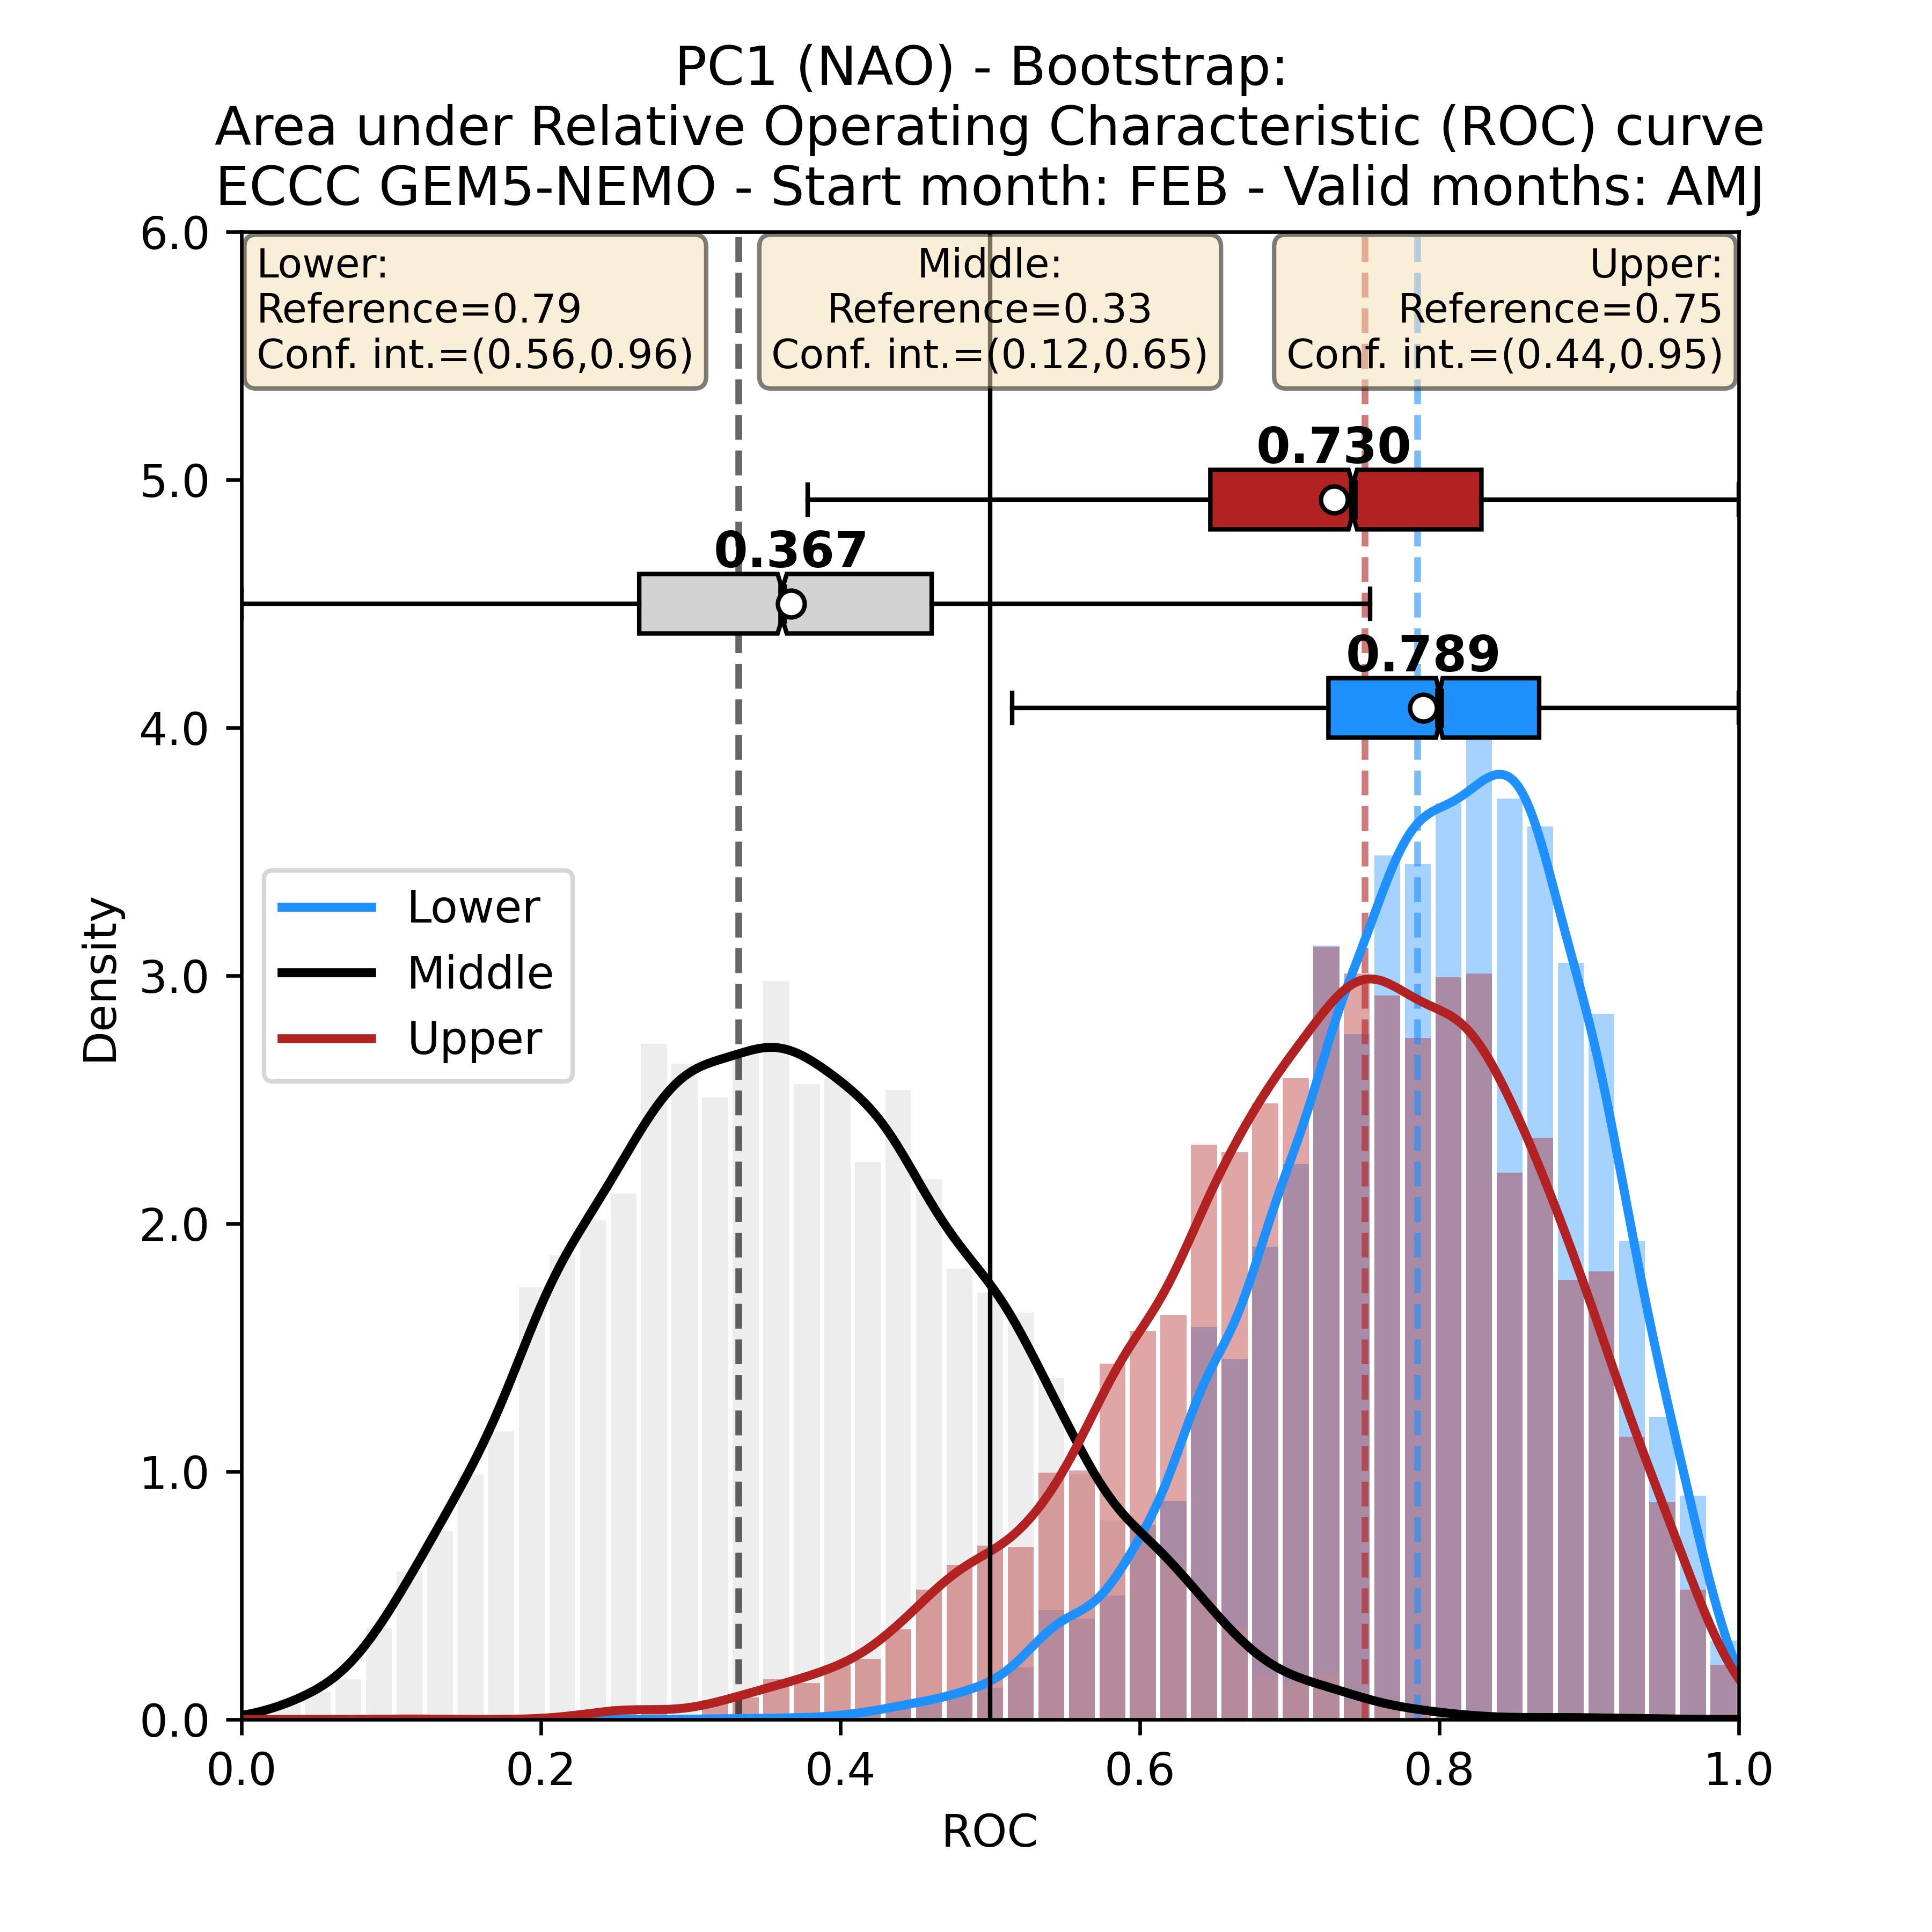 PC1 (NAO) - Bootstrap:
Area under Relative Operating Characteristic (ROC) curve
ECCC GEM5-NEMO - Start month: FEB - Valid months: AMJ
Lower:
Reference=0.79
Conf. int.=(0.56,0.96)
Middle:
Reference=0.33
Conf. int.=(0.12,0.65)
Upper:
Reference=0.75
Conf. int.=(0.44,0.95)
0.730
0.367
0.789
Lower
Middle
Upper
Density
6.0
5.0
4.0
3.0
2.0
1.0
0.0
0.0 0.2 0.4 0.6 0.8 1.0
ROC